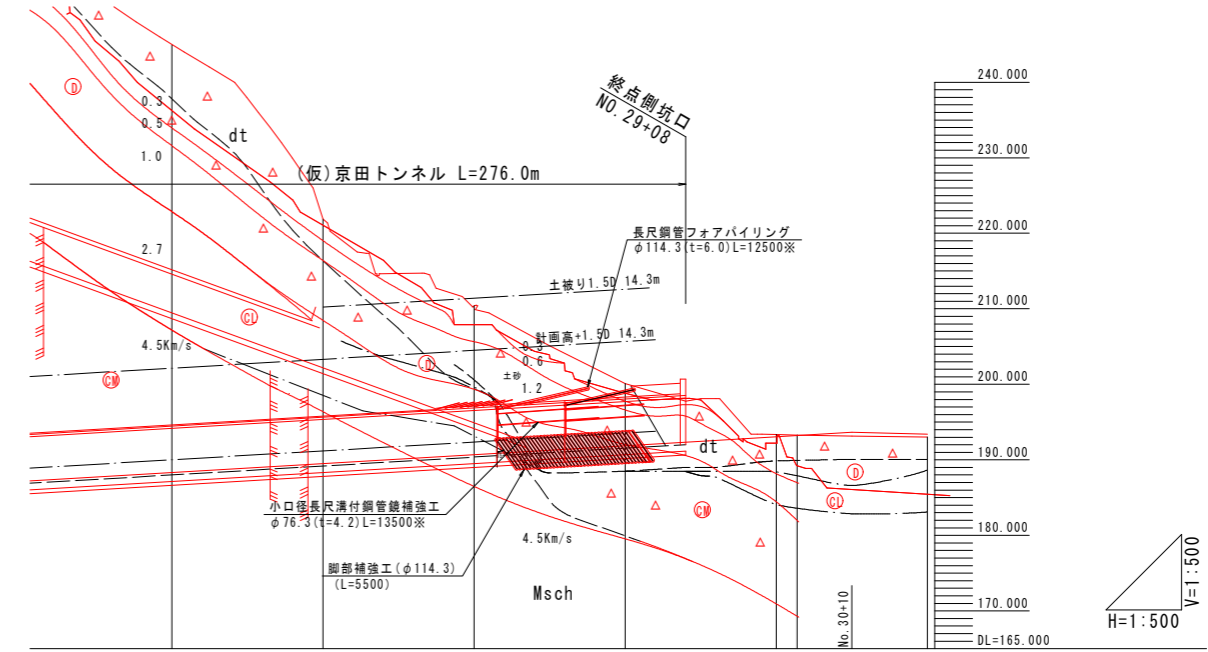 終点側坑口
NO.29+08
(仮)京田トンネル L=276.0m
長尺鋼管フォアパイリング
φ114.3(t=6.0)L=12500※
土被り1.5D 14.3m
計画高+1.5D 14.3m
D
0.3
0.5
1.0
dt
2.7
CL
4.5Km/s
CM
D
0.3
0.6
土砂
1.2
小口径長尺溝付鋼管鏡補強工
φ76.3(t=4.2)L=13500※
脚部補強工(φ114.3)
(L=5500)
4.5Km/s
Msch
dt
CM
D
CL
No.30+10
240.000
230.000
220.000
210.000
200.000
190.000
180.000
170.000
DL=165.000
V=1:500
H=1:500